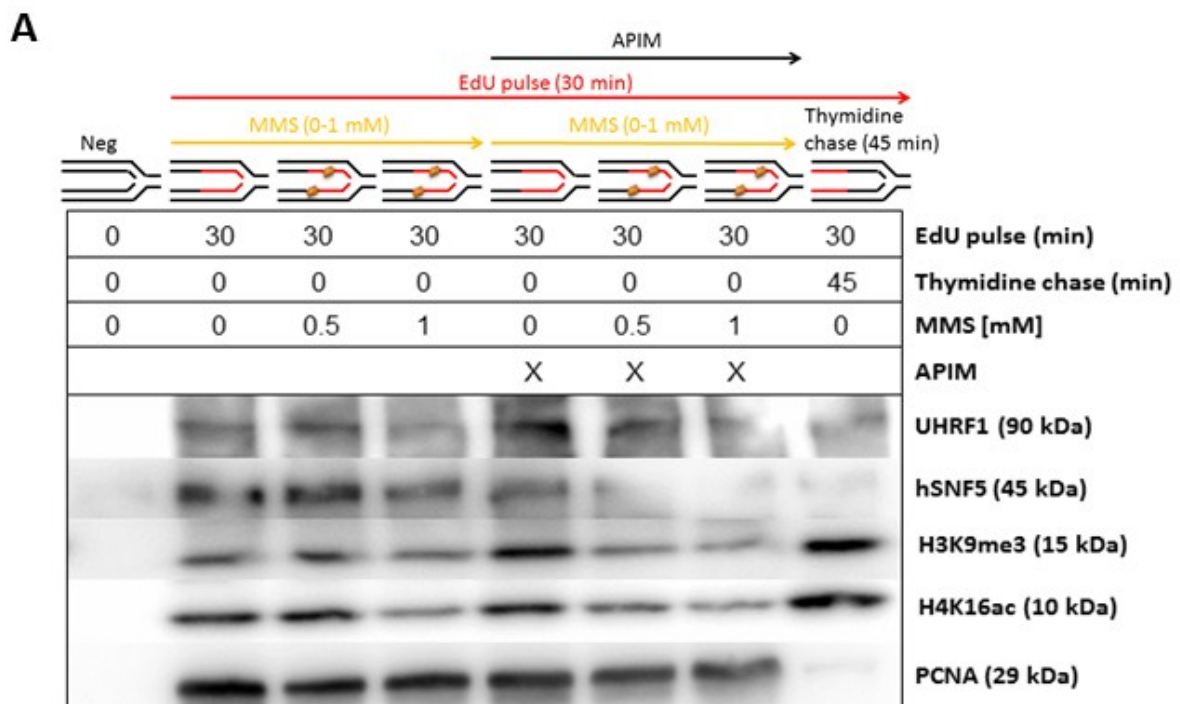 A
APIM
EdU pulse (30 min)
Neg MMS (0-1 mM) MMS (0-1 mM) Thymidine
chase (45 min)
0 30 30 30 30 30 30 30 EdU pulse (min)
0 0 0 0 0 0 0 45 Thymidine chase (min)
0 0 0.5 1 0 0.5 1 0 MMS [mM]
X X X APIM
UHRF1 (90 kDa)
hSNF5 (45 kDa)
H3K9me3 (15 kDa)
H4K16ac (10 kDa)
PCNA (29 kDa)